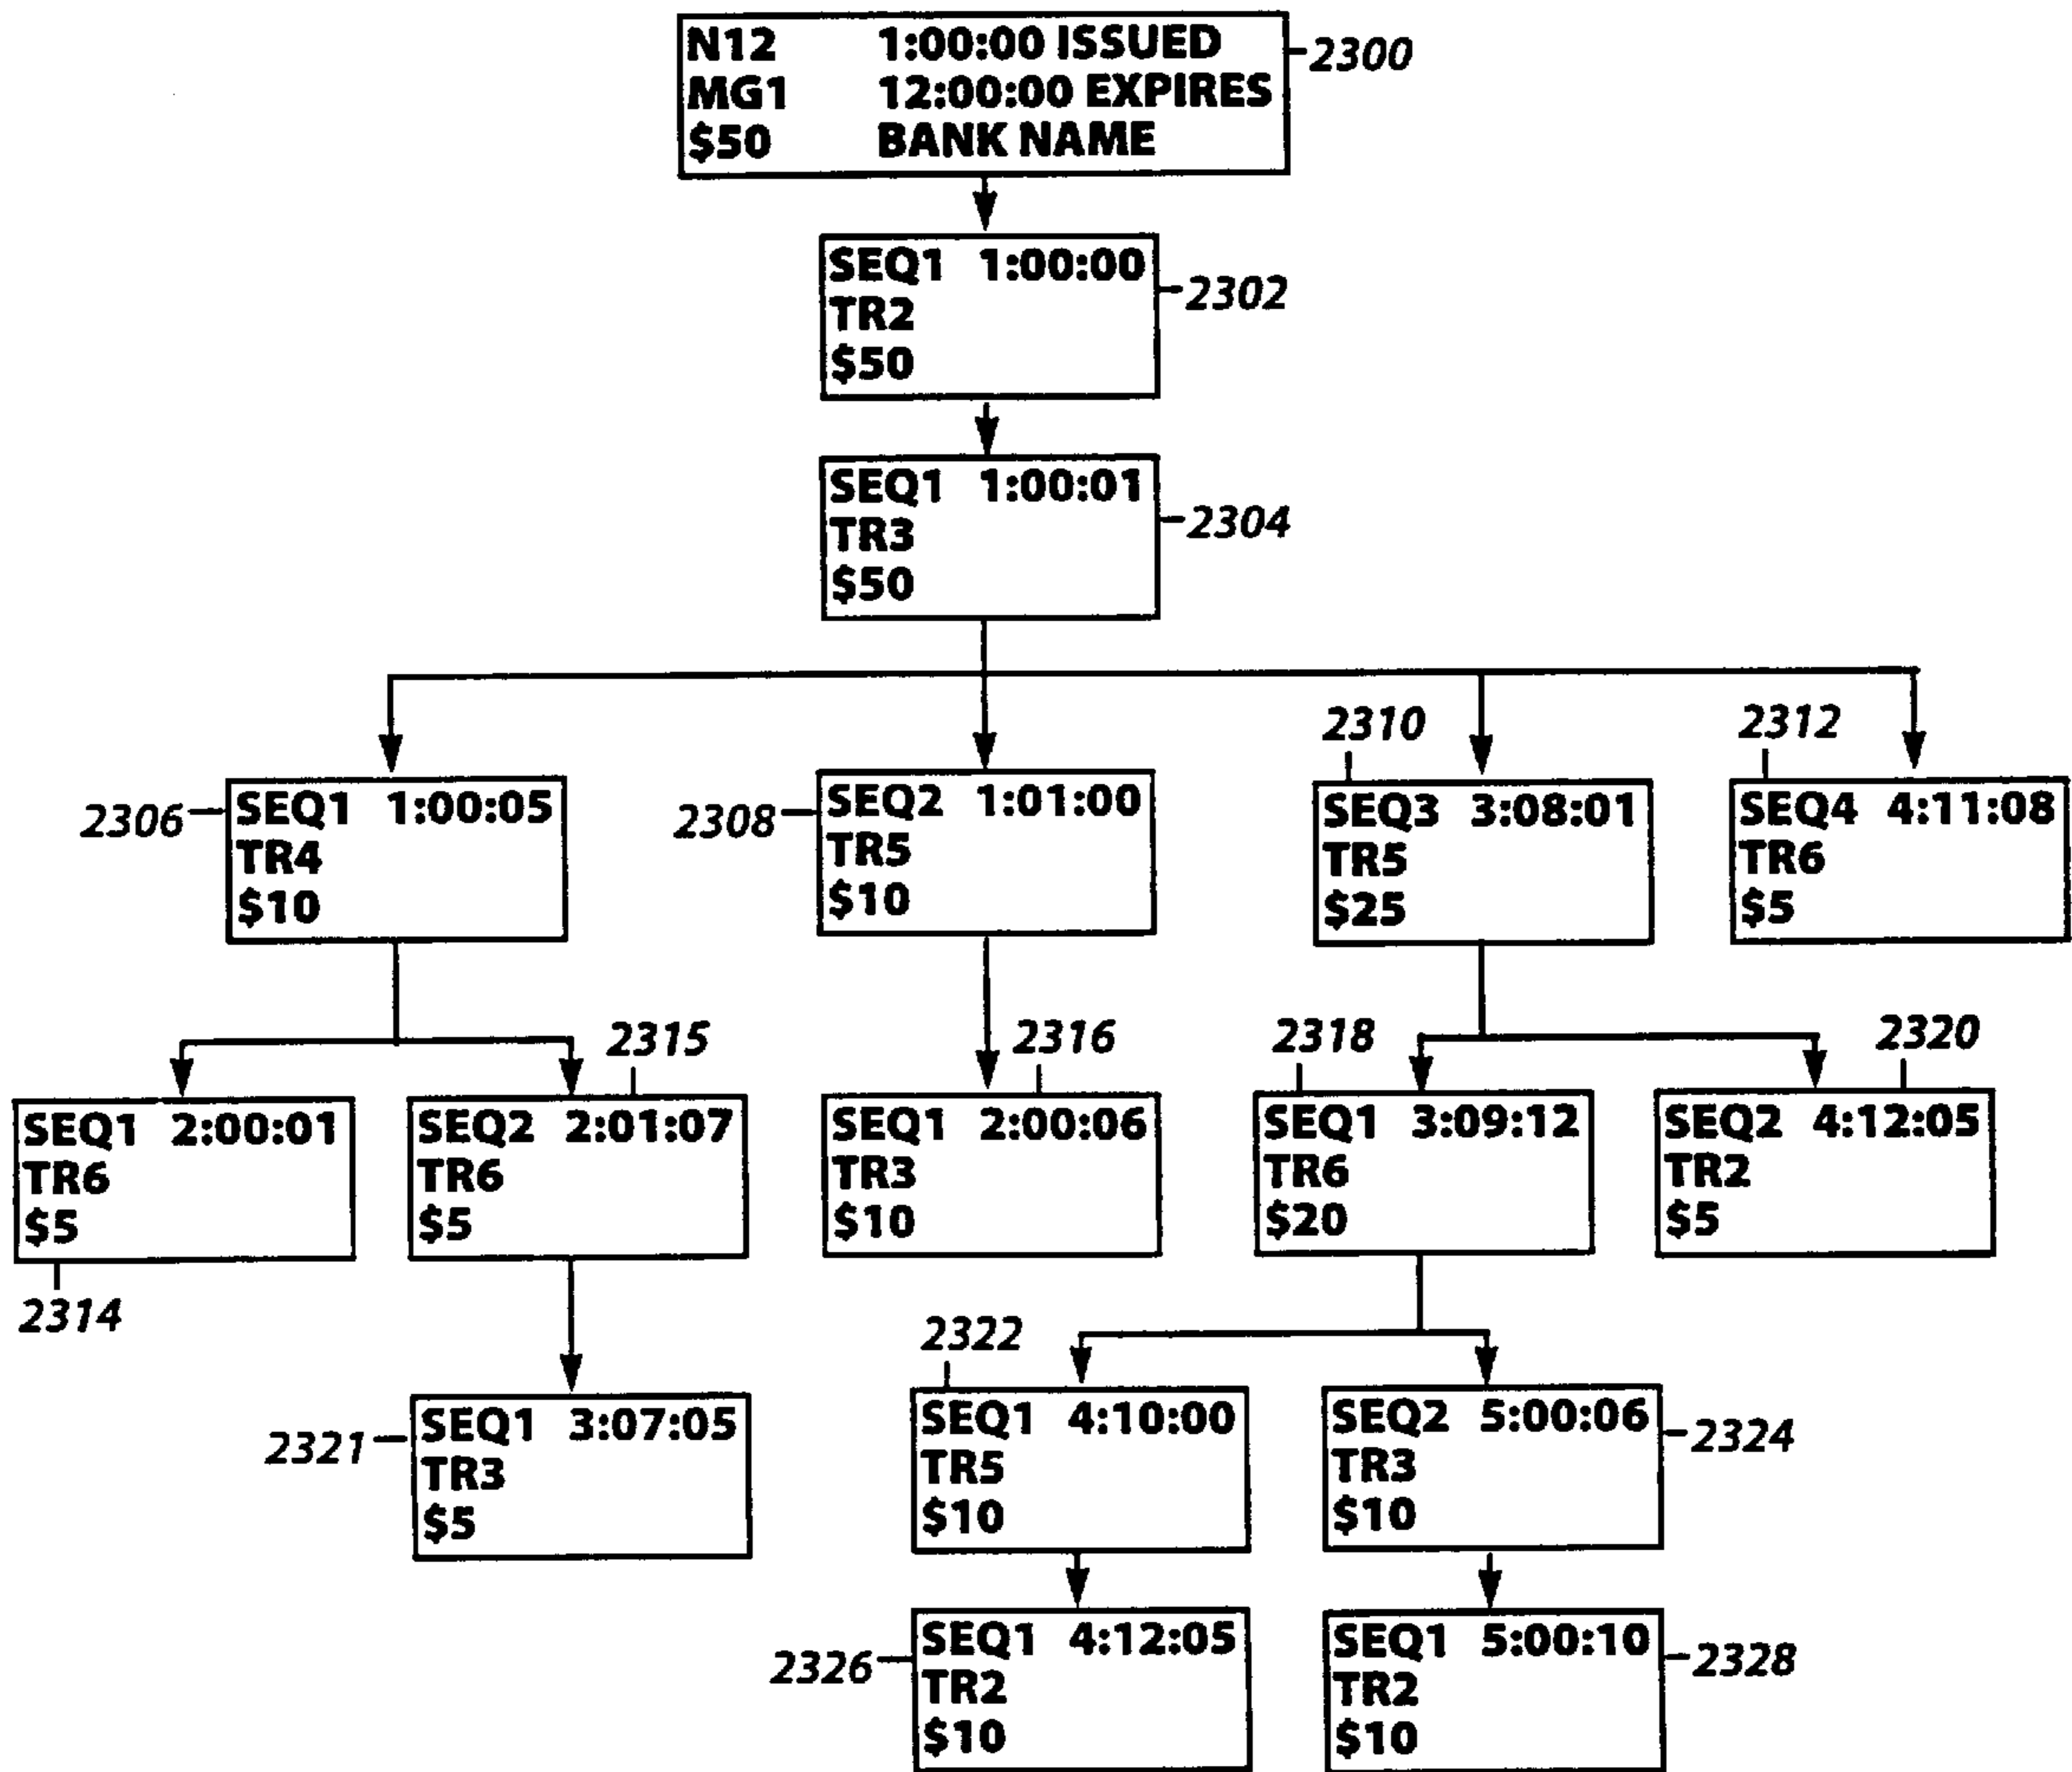 N12 1:00:00 ISSUED
MG1 12:00:00 EXPIRES
$50 BANK NAME
2300
SEQ1 1:00:00
TR2
$50
2302
SEQ1 1:00:01
TR3
$50
2304
2306
SEQ1 1:00:05
TR4
$10
2308
SEQ2 1:01:00
TR5
$10
2310
SEQ3 3:08:01
TR5
$25
2312
SEQ4 4:11:08
TR6
$5
SEQ1 2:00:01
TR6
$5
2314
2315
SEQ2 2:01:07
TR6
$5
2316
SEQ1 2:00:06
TR3
$10
2318
SEQ1 3:09:12
TR6
$20
2320
SEQ2 4:12:05
TR2
$5
2321
SEQ1 3:07:05
TR3
$5
2322
SEQ1 4:10:00
TR5
$10
SEQ2 5:00:06
TR3
$10
2324
2326
SEQ1 4:12:05
TR2
$10
SEQ1 5:00:10
TR2
$10
2328